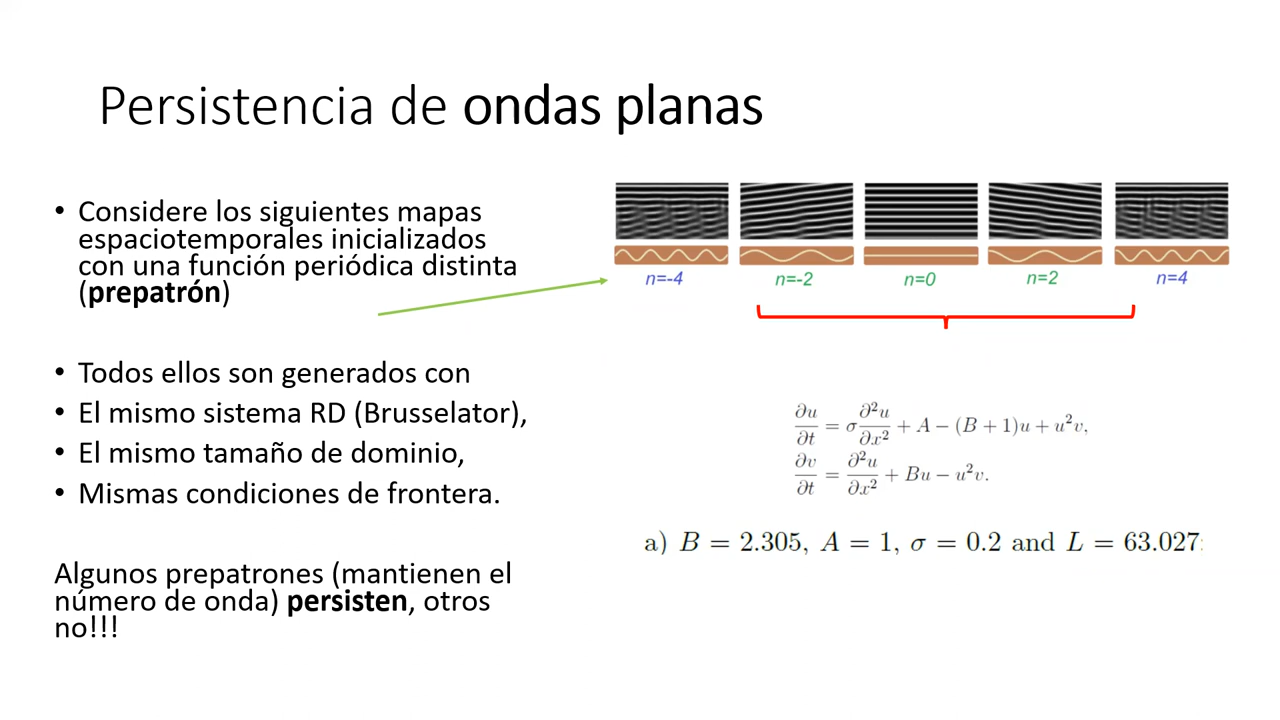 Persistencia de ondas planas
• Considere los siguientes mapas
espaciotemporales inicializados
con una función periódica distinta
(prepatrón)
n=-4 n=-2 n=0 n=2 n=4
• Todos ellos son generados con
• El mismo sistema RD (Brusselator),
• El mismo tamaño de dominio,
• Mismas condiciones de frontera.
Algunos prepatrones (mantienen el
número de onda) persisten, otros
no!!!
∂u/∂t = σ ∂²u/∂x² + A − (B + 1)u + u²v,
∂v/∂t = ∂²u/∂x² + Bu − u²v.
a) B = 2.305, A = 1, σ = 0.2 and L = 63.027